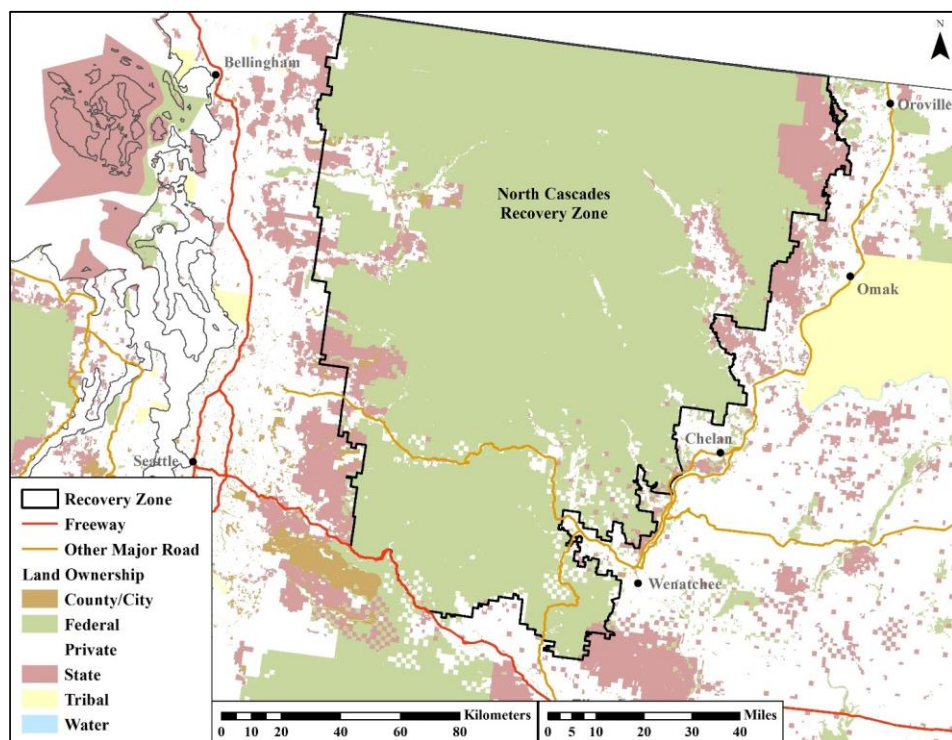 N
Bellingham
Oroville
North Cascades
Recovery Zone
Omak
Chelan
Seattle
Wenatchee
Recovery Zone
Freeway
Other Major Road
Land Ownership
County/City
Federal
Private
State
Tribal
Water
Kilometers
0 10 20 40 60 80
Miles
0 5 10 20 30 40